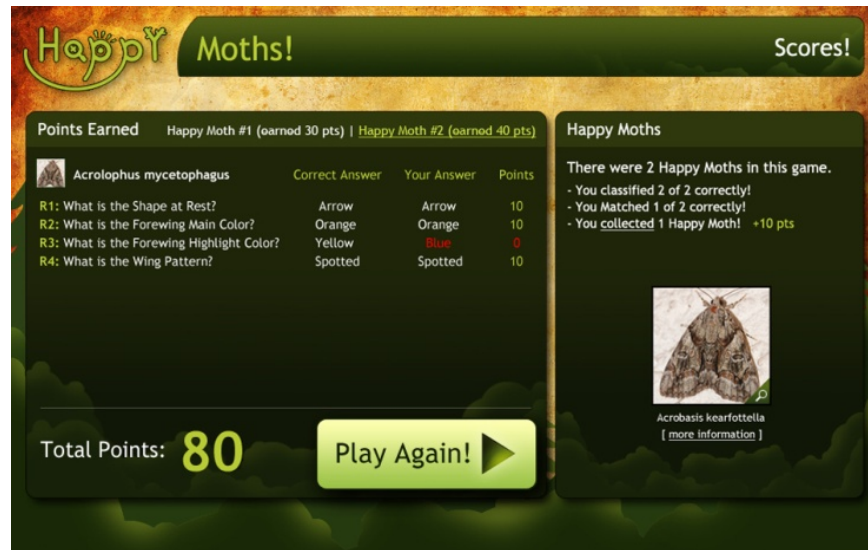 Happy Moths!
Scores!
Points Earned
Happy Moth #1 (earned 30 pts) | Happy Moth #2 (earned 40 pts)
Acrolophus mycetophagus Correct Answer Your Answer Points
R1: What is the Shape at Rest? Arrow Arrow 10
R2: What is the Forewing Main Color? Orange Orange 10
R3: What is the Forewing Highlight Color? Yellow Blue 0
R4: What is the Wing Pattern? Spotted Spotted 10
Total Points: 80
Play Again!
Happy Moths
There were 2 Happy Moths in this game.
- You classified 2 of 2 correctly!
- You Matched 1 of 2 correctly!
- You collected 1 Happy Moth! +10 pts
Acrobasis kearfottella
[ more information ]